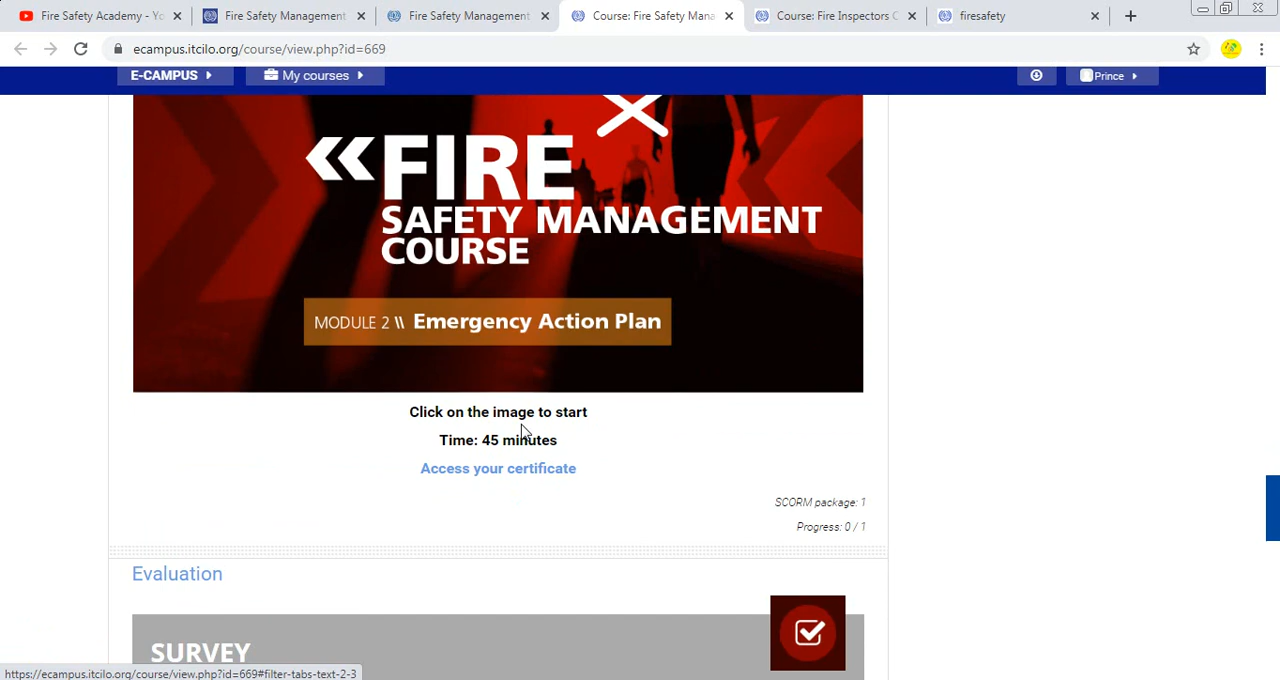 Fire Safety Academy - Yo
Fire Safety Management
Fire Safety Management
Course: Fire Safety Mana
Course: Fire Inspectors C
firesafety
ecampus.itcilo.org/course/view.php?id=669
E-CAMPUS
My courses
Prince
FIRE
SAFETY MANAGEMENT
COURSE
MODULE 2 \\ Emergency Action Plan
Click on the image to start
Time: 45 minutes
Access your certificate
SCORM package: 1
Progress: 0 / 1
Evaluation
SURVEY
https://ecampus.itcilo.org/course/view.php?id=669#filter-tabs-text-2-3